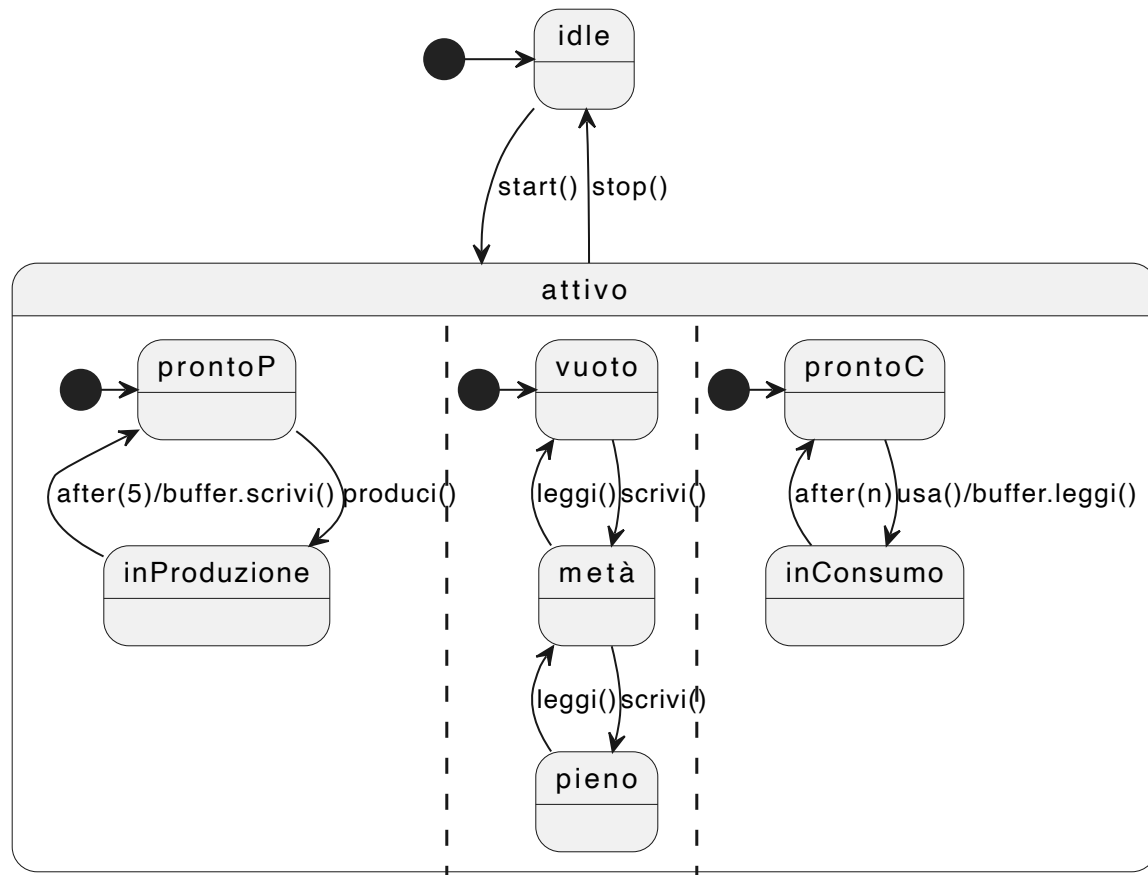 idle
start()
stop()
attivo
prontoP
vuoto
prontoC
after(5)/buffer.scrivi()
produci()
leggi()
scrivi()
after(n)
usa()/buffer.leggi()
inProduzione
metà
inConsumo
leggi()
scrivi()
pieno